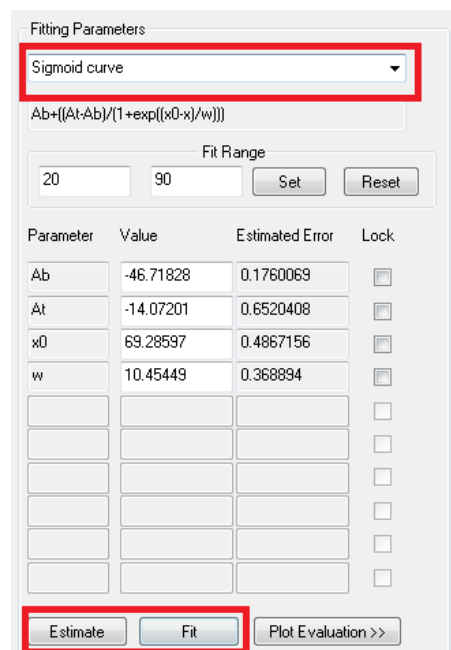 Fitting Parameters
Sigmoid curve
Ab+((At-Ab)/(1+exp((x0-x)/w)))
Fit Range
20 90 Set Reset
Parameter Value Estimated Error Lock
Ab -46.71828 0.1760069
At -14.07201 0.6520408
x0 69.28597 0.4867156
w 10.45449 0.368894
Estimate Fit Plot Evaluation >>